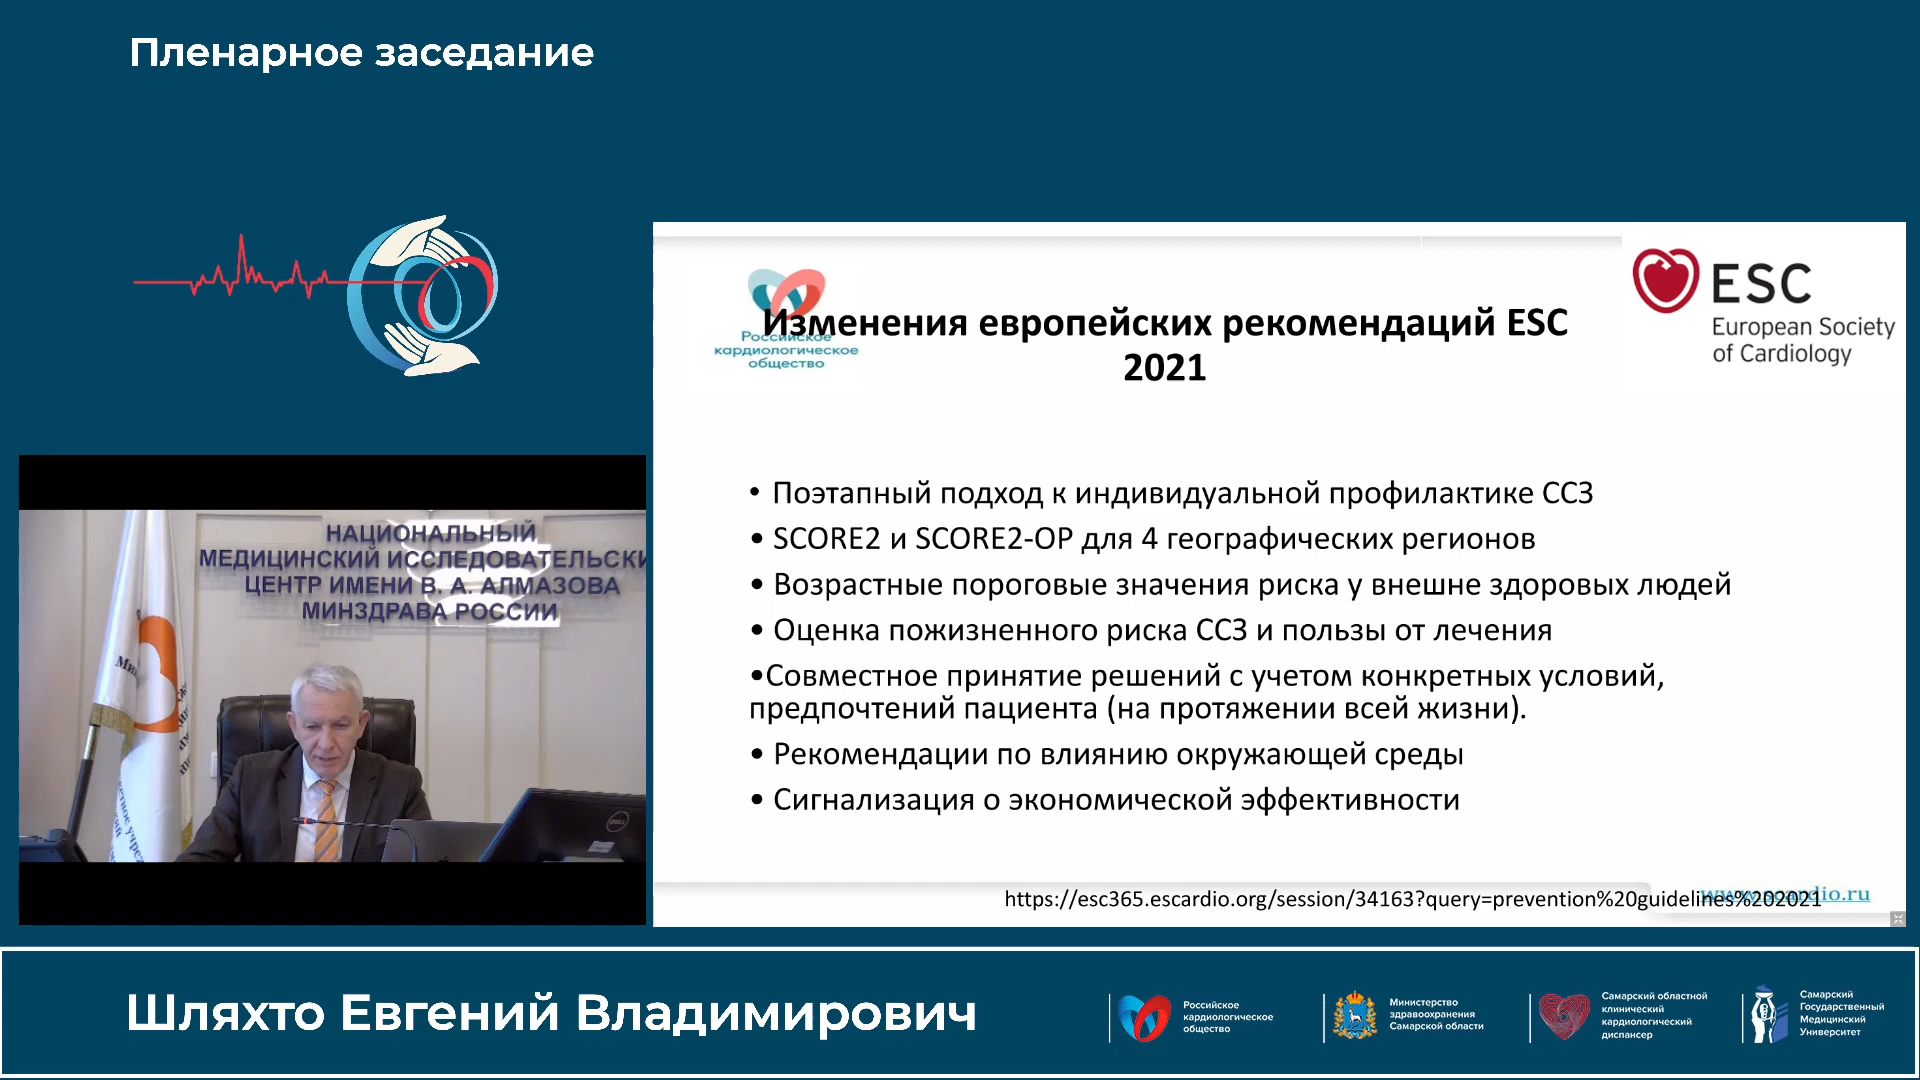 Пленарное заседание
Российское
кардиологическое
общество
Изменения европейских рекомендаций ESC
2021
ESC
European Society
of Cardiology
• Поэтапный подход к индивидуальной профилактике ССЗ
• SCORE2 и SCORE2-OP для 4 географических регионов
• Возрастные пороговые значения риска у внешне здоровых людей
• Оценка пожизненного риска ССЗ и пользы от лечения
•Совместное принятие решений с учетом конкретных условий,
предпочтений пациента (на протяжении всей жизни).
• Рекомендации по влиянию окружающей среды
• Сигнализация о экономической эффективности
https://esc365.escardio.org/session/34163?query=prevention%20guidelines%202021
www.scardio.ru
НАЦИОНАЛЬНЫЙ
МЕДИЦИНСКИЙ ИССЛЕДОВАТЕЛЬСКИ
ЦЕНТР ИМЕНИ В. А. АЛМАЗОВА
МИНЗДРАВА РОССИИ
DELL
Шляхто Евгений Владимирович
Российское
кардиологическое
общество
Министерство
здравоохранения
Самарской области
Самарский областной
клинический
кардиологический
диспансер
Самарский
Государственный
Медицинский
Университет